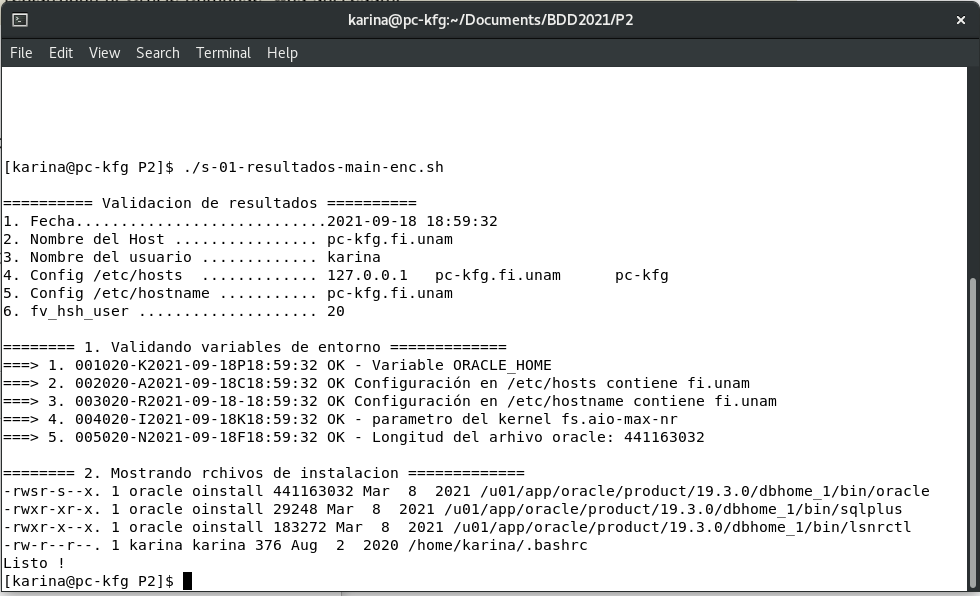 karina@pc-kfg:~/Documents/BDD2021/P2
File Edit View Search Terminal Help
[karina@pc-kfg P2]$ ./s-01-resultados-main-enc.sh
========== Validacion de resultados ==========
1. Fecha............................2021-09-18 18:59:32
2. Nombre del Host ................ pc-kfg.fi.unam
3. Nombre del usuario ............. karina
4. Config /etc/hosts  ............. 127.0.0.1   pc-kfg.fi.unam      pc-kfg
5. Config /etc/hostname ........... pc-kfg.fi.unam
6. fv_hsh_user .................... 20
======== 1. Validando variables de entorno =============
===> 1. 001020-K2021-09-18P18:59:32 OK - Variable ORACLE_HOME
===> 2. 002020-A2021-09-18C18:59:32 OK Configuración en /etc/hosts contiene fi.unam
===> 3. 003020-R2021-09-18-18:59:32 OK Configuración en /etc/hostname contiene fi.unam
===> 4. 004020-I2021-09-18K18:59:32 OK - parametro del kernel fs.aio-max-nr
===> 5. 005020-N2021-09-18F18:59:32 OK - Longitud del arhivo oracle: 441163032
======== 2. Mostrando rchivos de instalacion =============
-rwsr-s--x. 1 oracle oinstall 441163032 Mar  8  2021 /u01/app/oracle/product/19.3.0/dbhome_1/bin/oracle
-rwxr-xr-x. 1 oracle oinstall 29248 Mar  8  2021 /u01/app/oracle/product/19.3.0/dbhome_1/bin/sqlplus
-rwxr-x--x. 1 oracle oinstall 183272 Mar  8  2021 /u01/app/oracle/product/19.3.0/dbhome_1/bin/lsnrctl
-rw-r--r--. 1 karina karina 376 Aug  2  2020 /home/karina/.bashrc
Listo !
[karina@pc-kfg P2]$